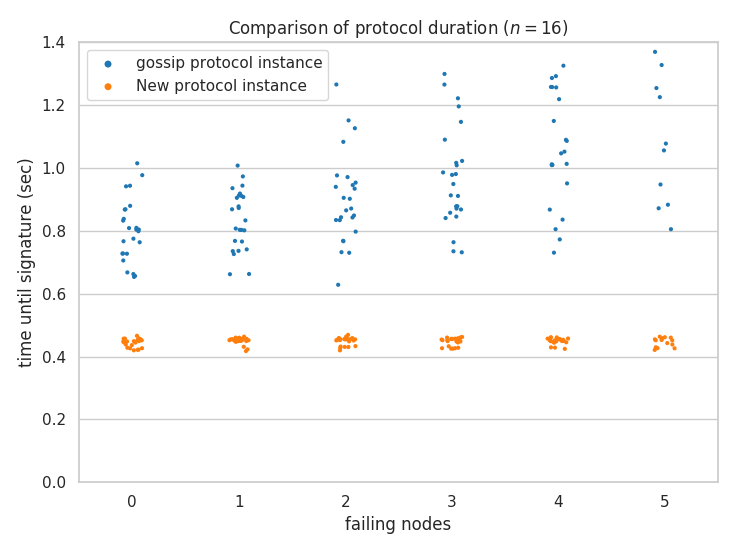 Comparison of protocol duration (n = 16)
gossip protocol instance
New protocol instance
time until signature (sec)
1.4
1.2
1.0
0.8
0.6
0.4
0.2
0.0
0 1 2 3 4 5
failing nodes